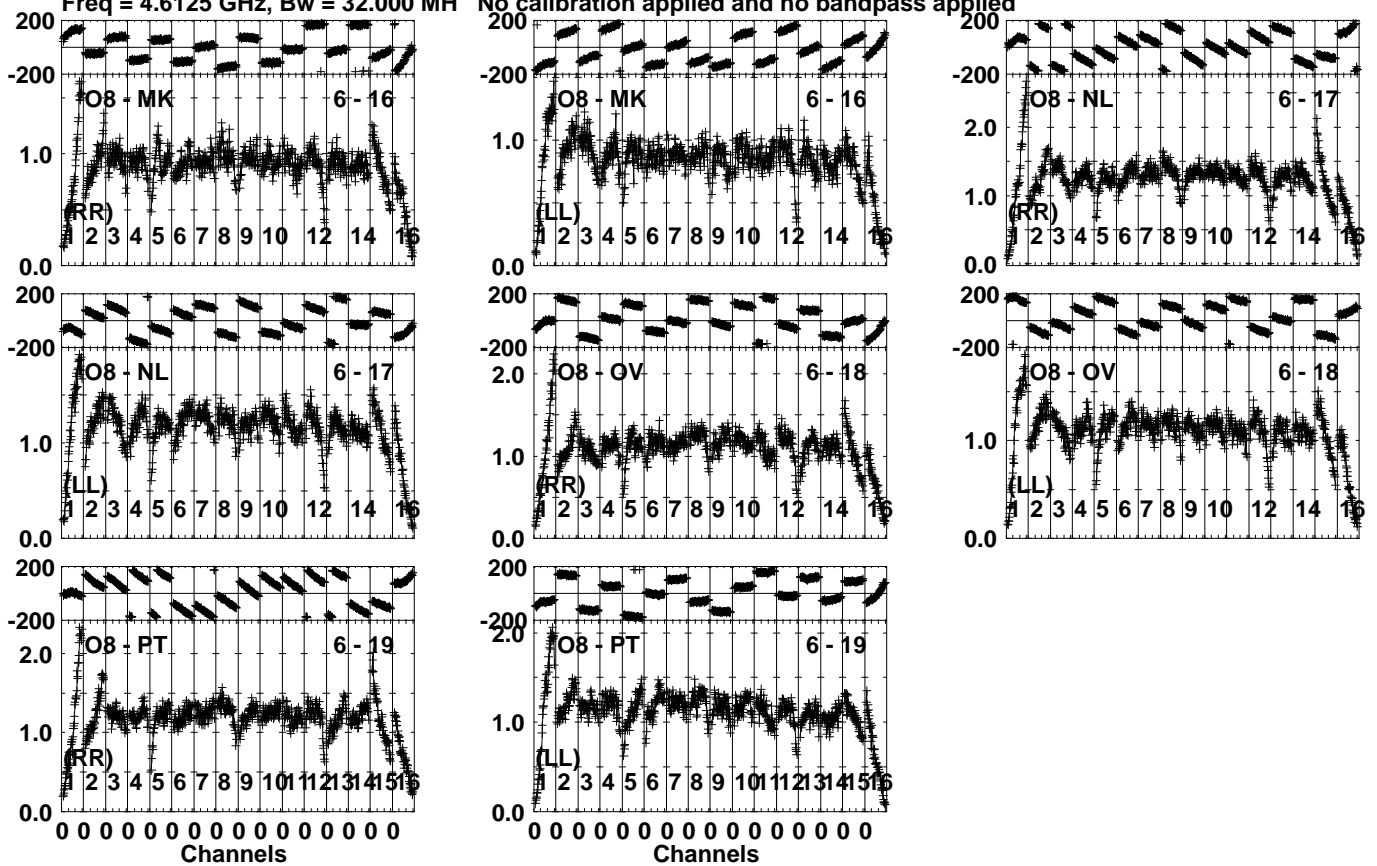 Freq = 4.6125 GHz, Bw = 32.000 MH No calibration applied and no bandpass applied
200
-200
O8 - MK 6 - 16
1.0
(RR)
1 2 3 4 5 6 7 8 9 10 12 14 16
0.0
200
-200
O8 - MK 6 - 16
1.0
(LL)
1 2 3 4 5 6 7 8 9 10 12 14 16
0.0
200
-200
O8 - NL 6 - 17
2.0
1.0
(RR)
1 2 3 4 5 6 7 8 9 10 12 14 16
0.0
200
-200
O8 - NL 6 - 17
1.0
(LL)
1 2 3 4 5 6 7 8 9 10 12 14 16
0.0
200
-200
O8 - OV 6 - 18
2.0
1.0
(RR)
1 2 3 4 5 6 7 8 9 10 12 14 16
0.0
200
-200
O8 - OV 6 - 18
1.0
(LL)
1 2 3 4 5 6 7 8 9 10 12 14 16
0.0
200
-200
O8 - PT 6 - 19
2.0
1.0
(RR)
1 2 3 4 5 6 7 8 9 10 11 12 13 14 15 16
0.0
0 0 0 0 0 0 0 0 0 0 0 0 0 0 0 0
Channels
200
-200
2.0
O8 - PT 6 - 19
1.0
(LL)
1 2 3 4 5 6 7 8 9 10 11 12 13 14 15 16
0.0
0 0 0 0 0 0 0 0 0 0 0 0 0 0 0 0
Channels